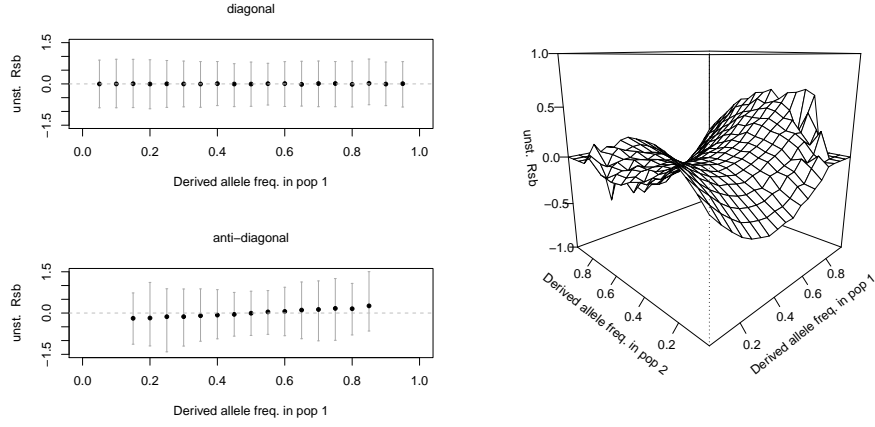 diagonal
unst. Rsb
1.5
0.0
−1.5
0.0 0.2 0.4 0.6 0.8 1.0
Derived allele freq. in pop 1
anti−diagonal
unst. Rsb
1.5
0.0
−1.5
0.0 0.2 0.4 0.6 0.8 1.0
Derived allele freq. in pop 1
1.0
0.5
0.0
−0.5
−1.0
unst. Rsb
0.8 0.6 0.4 0.2
Derived allele freq. in pop 2
0.2 0.4 0.6 0.8
Derived allele freq. in pop 1